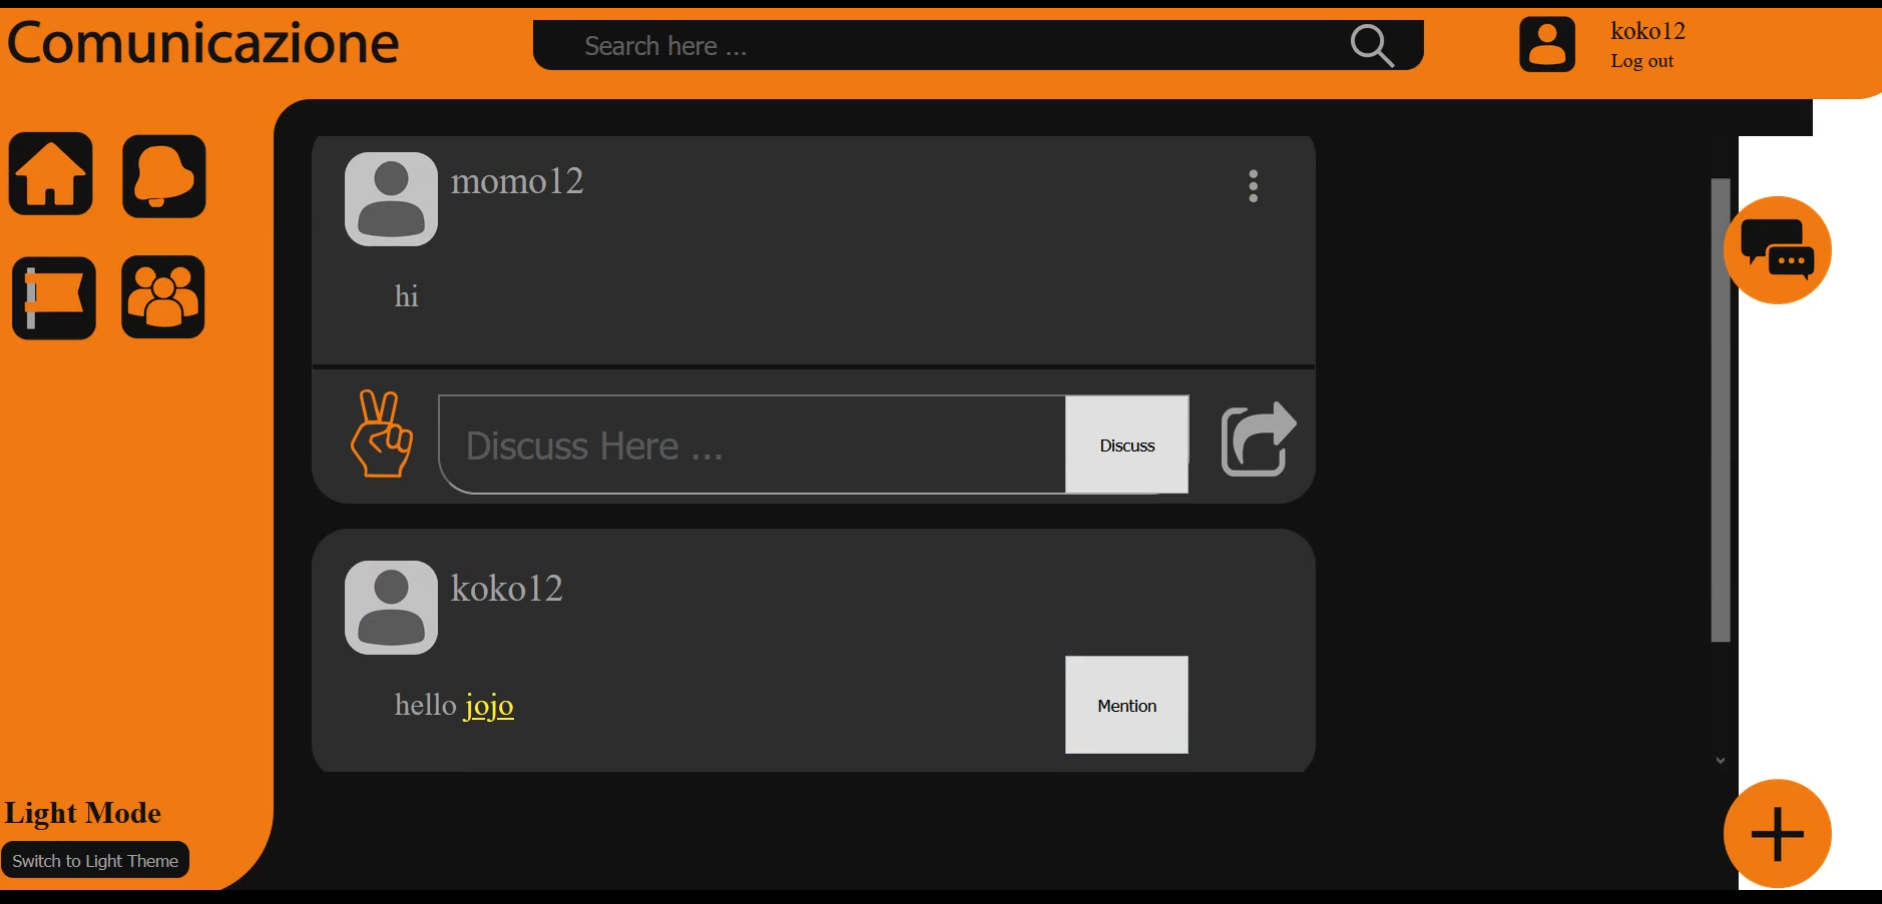 Comunicazione
Search here ...
koko12
Log out
momo12
hi
Discuss Here ...
Discuss
koko12
hello jojo
Mention
Light Mode
Switch to Light Theme